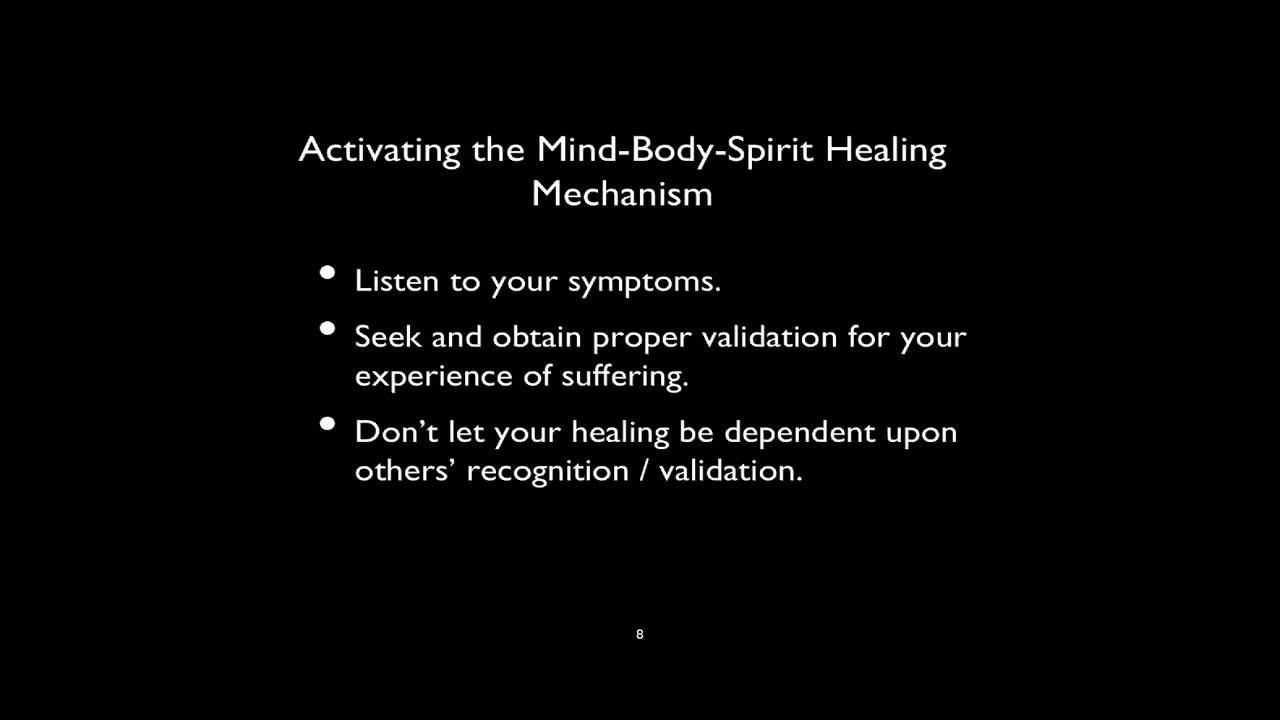 Activating the Mind-Body-Spirit Healing
Mechanism
• Listen to your symptoms.
• Seek and obtain proper validation for your
experience of suffering.
• Don’t let your healing be dependent upon
others’ recognition / validation.
8